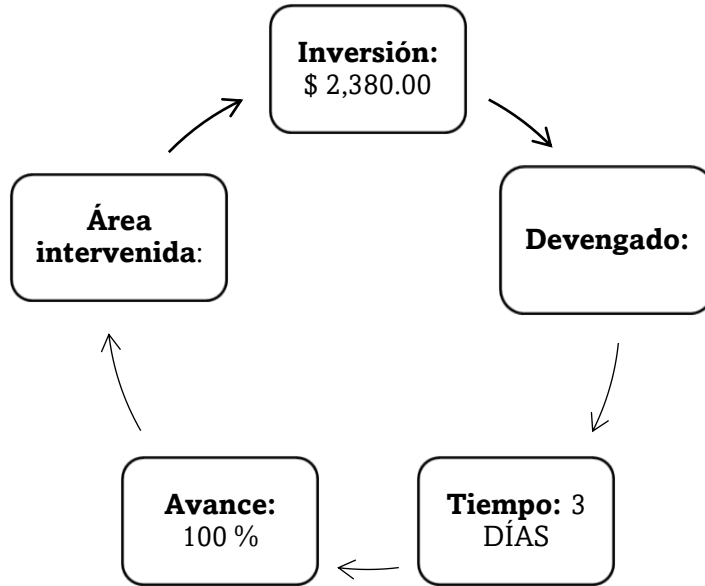 Inversión:
$ 2,380.00
Devengado:
Tiempo: 3
DÍAS
Avance:
100 %
Área
intervenida: